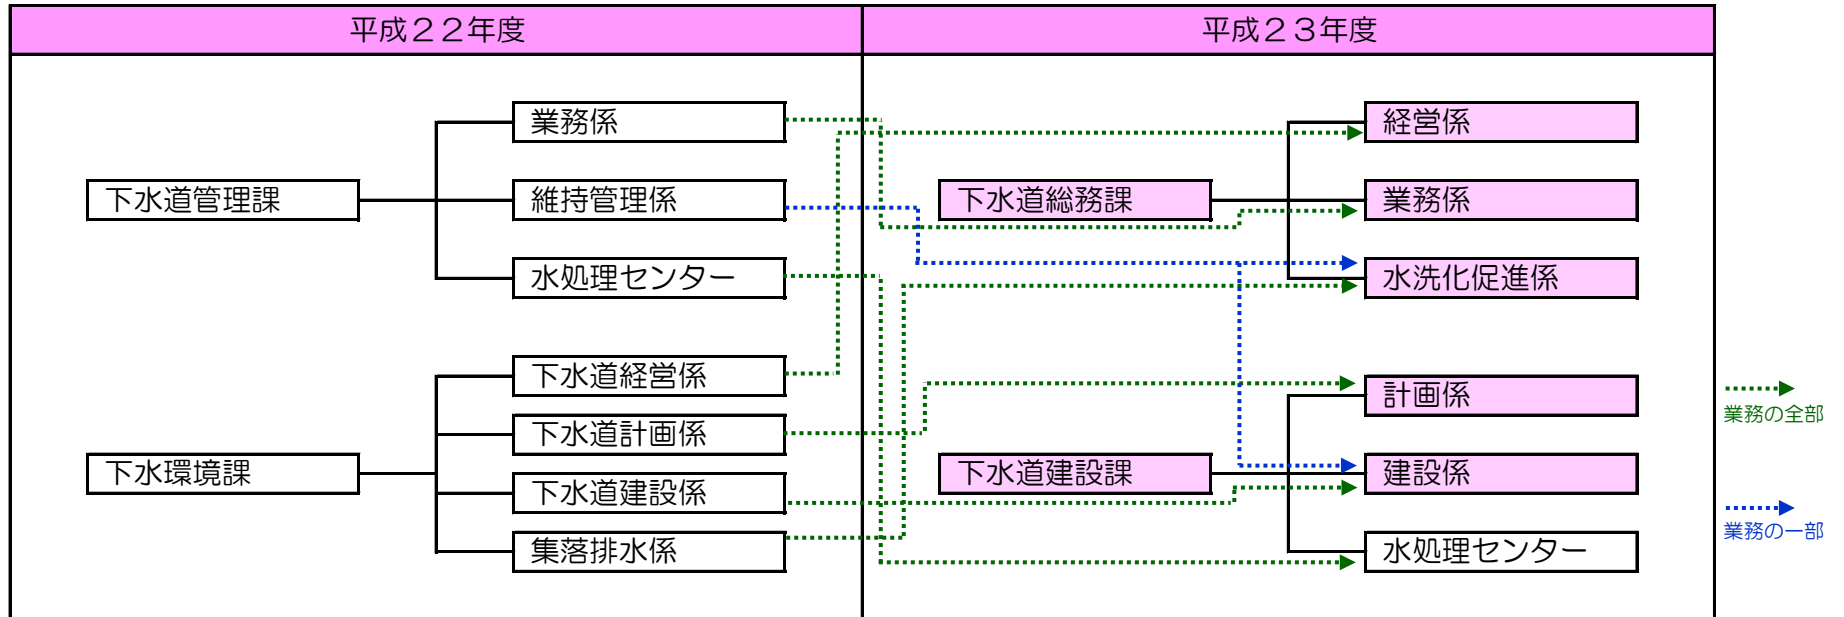 平成２２年度
平成２３年度
業務係
下水道管理課
維持管理係
水処理センター
下水道経営係
下水道計画係
下水環境課
下水道建設係
集落排水係
経営係
下水道総務課
業務係
水洗化促進係
計画係
下水道建設課
建設係
水処理センター
業務の全部
業務の一部